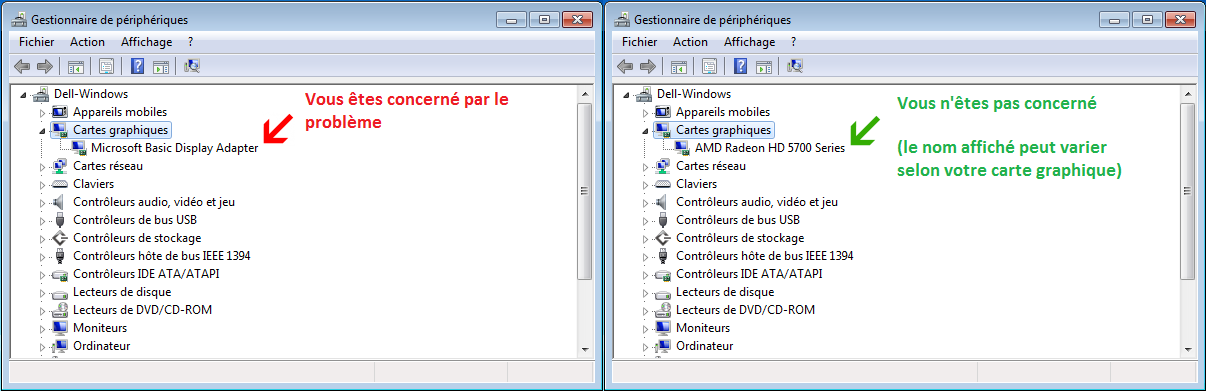 Gestionnaire de périphériques
Fichier Action Affichage ?
Dell-Windows
Appareils mobiles
Cartes graphiques
Microsoft Basic Display Adapter
Cartes réseau
Claviers
Contrôleurs audio, vidéo et jeu
Contrôleurs de bus USB
Contrôleurs de stockage
Contrôleurs hôte de bus IEEE 1394
Contrôleurs IDE ATA/ATAPI
Lecteurs de disque
Lecteurs de DVD/CD-ROM
Moniteurs
Ordinateur
Vous êtes concerné par le
problème
Gestionnaire de périphériques
Fichier Action Affichage ?
Dell-Windows
Appareils mobiles
Cartes graphiques
AMD Radeon HD 5700 Series
Cartes réseau
Claviers
Contrôleurs audio, vidéo et jeu
Contrôleurs de bus USB
Contrôleurs de stockage
Contrôleurs hôte de bus IEEE 1394
Contrôleurs IDE ATA/ATAPI
Lecteurs de disque
Lecteurs de DVD/CD-ROM
Moniteurs
Ordinateur
Vous n'êtes pas concerné
(le nom affiché peut varier
selon votre carte graphique)